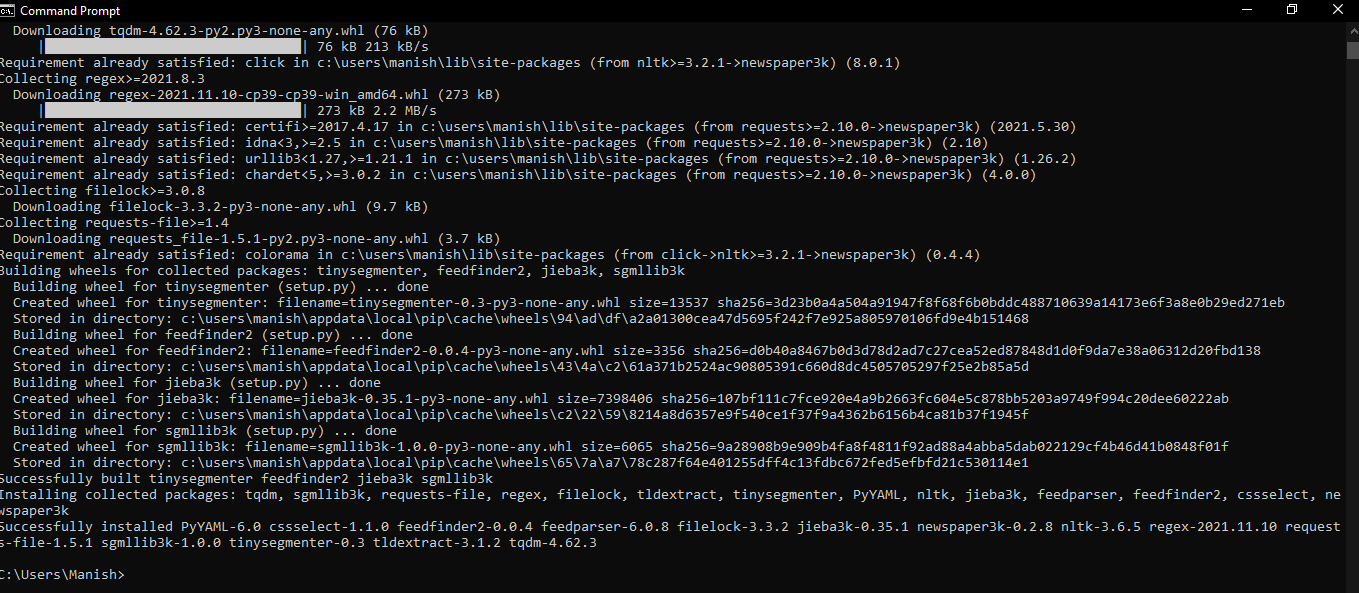 Command Prompt
Downloading tqdm-4.62.3-py2.py3-none-any.whl (76 kB)
| 76 kB 213 kB/s
Requirement already satisfied: click in c:\users\manish\lib\site-packages (from nltk>=3.2.1->newspaper3k) (8.0.1)
Collecting regex>=2021.8.3
Downloading regex-2021.11.10-cp39-cp39-win_amd64.whl (273 kB)
| 273 kB 2.2 MB/s
Requirement already satisfied: certifi>=2017.4.17 in c:\users\manish\lib\site-packages (from requests>=2.10.0->newspaper3k) (2021.5.30)
Requirement already satisfied: idna<3,>=2.5 in c:\users\manish\lib\site-packages (from requests>=2.10.0->newspaper3k) (2.10)
Requirement already satisfied: urllib3<1.27,>=1.21.1 in c:\users\manish\lib\site-packages (from requests>=2.10.0->newspaper3k) (1.26.2)
Requirement already satisfied: chardet<5,>=3.0.2 in c:\users\manish\lib\site-packages (from requests>=2.10.0->newspaper3k) (4.0.0)
Collecting filelock>=3.0.8
Downloading filelock-3.3.2-py3-none-any.whl (9.7 kB)
Collecting requests-file>=1.4
Downloading requests_file-1.5.1-py2.py3-none-any.whl (3.7 kB)
Requirement already satisfied: colorama in c:\users\manish\lib\site-packages (from click->nltk>=3.2.1->newspaper3k) (0.4.4)
Building wheels for collected packages: tinysegmenter, feedfinder2, jieba3k, sgmllib3k
Building wheel for tinysegmenter (setup.py) ... done
Created wheel for tinysegmenter: filename=tinysegmenter-0.3-py3-none-any.whl size=13537 sha256=3d23b0a4a504a91947f8f68f6b0bddc488710639a14173e6f3a8e0b29ed271eb
Stored in directory: c:\users\manish\appdata\local\pip\cache\wheels\94\ad\df\a2a01300cea47d5695f242f7e925a805970106fd9e4b151468
Building wheel for feedfinder2 (setup.py) ... done
Created wheel for feedfinder2: filename=feedfinder2-0.0.4-py3-none-any.whl size=3356 sha256=d0b40a8467b0d3d78d2ad7c27cea52ed87848d1d0f9da7e38a06312d20fbd138
Stored in directory: c:\users\manish\appdata\local\pip\cache\wheels\43\4a\c2\61a371b2524ac90805391c660d8dc4505705297f25e2b85a5d
Building wheel for jieba3k (setup.py) ... done
Created wheel for jieba3k: filename=jieba3k-0.35.1-py3-none-any.whl size=7398406 sha256=107bf111c7fce920e4a9b2663fc604e5c878bb5203a9749f994c20dee60222ab
Stored in directory: c:\users\manish\appdata\local\pip\cache\wheels\c2\22\59\8214a8d6357e9f540ce1f37f9a4362b6156b4ca81b37f1945f
Building wheel for sgmllib3k (setup.py) ... done
Created wheel for sgmllib3k: filename=sgmllib3k-1.0.0-py3-none-any.whl size=6065 sha256=9a28908b9e909b4fa8f4811f92ad88a4abba5dab022129cf4b46d41b0848f01f
Stored in directory: c:\users\manish\appdata\local\pip\cache\wheels\65\7a\a7\78c287f64e401255dff4c13fdbc672fed5efbfd21c530114e1
Successfully built tinysegmenter feedfinder2 jieba3k sgmllib3k
Installing collected packages: tqdm, sgmllib3k, requests-file, regex, filelock, tldextract, tinysegmenter, PyYAML, nltk, jieba3k, feedparser, feedfinder2, cssselect, ne
wspaper3k
Successfully installed PyYAML-6.0 cssselect-1.1.0 feedfinder2-0.0.4 feedparser-6.0.8 filelock-3.3.2 jieba3k-0.35.1 newspaper3k-0.2.8 nltk-3.6.5 regex-2021.11.10 request
s-file-1.5.1 sgmllib3k-1.0.0 tinysegmenter-0.3 tldextract-3.1.2 tqdm-4.62.3
C:\Users\Manish>